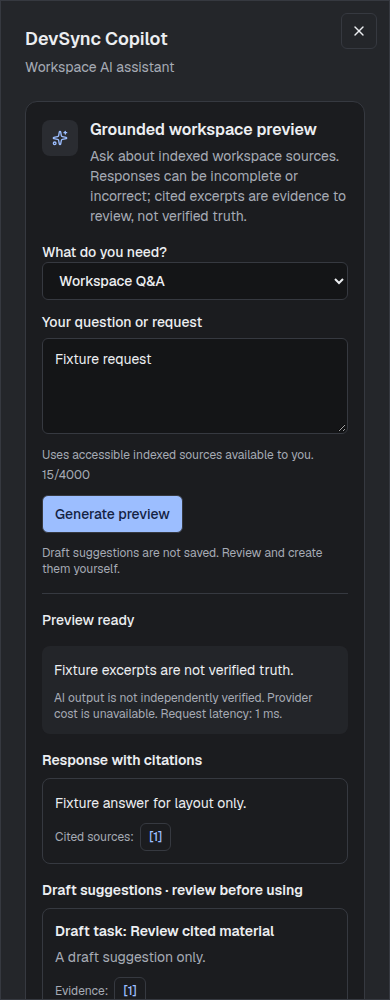 DevSync Copilot
Workspace AI assistant
Grounded workspace preview
Ask about indexed workspace sources.
Responses can be incomplete or
incorrect; cited excerpts are evidence to
review, not verified truth.
What do you need?
Workspace Q&A
Your question or request
Fixture request
Uses accessible indexed sources available to you.
15/4000
Generate preview
Draft suggestions are not saved. Review and create
them yourself.
Preview ready
Fixture excerpts are not verified truth.
AI output is not independently verified. Provider
cost is unavailable. Request latency: 1 ms.
Response with citations
Fixture answer for layout only.
Cited sources: [1]
Draft suggestions · review before using
Draft task: Review cited material
A draft suggestion only.
Evidence: [1]